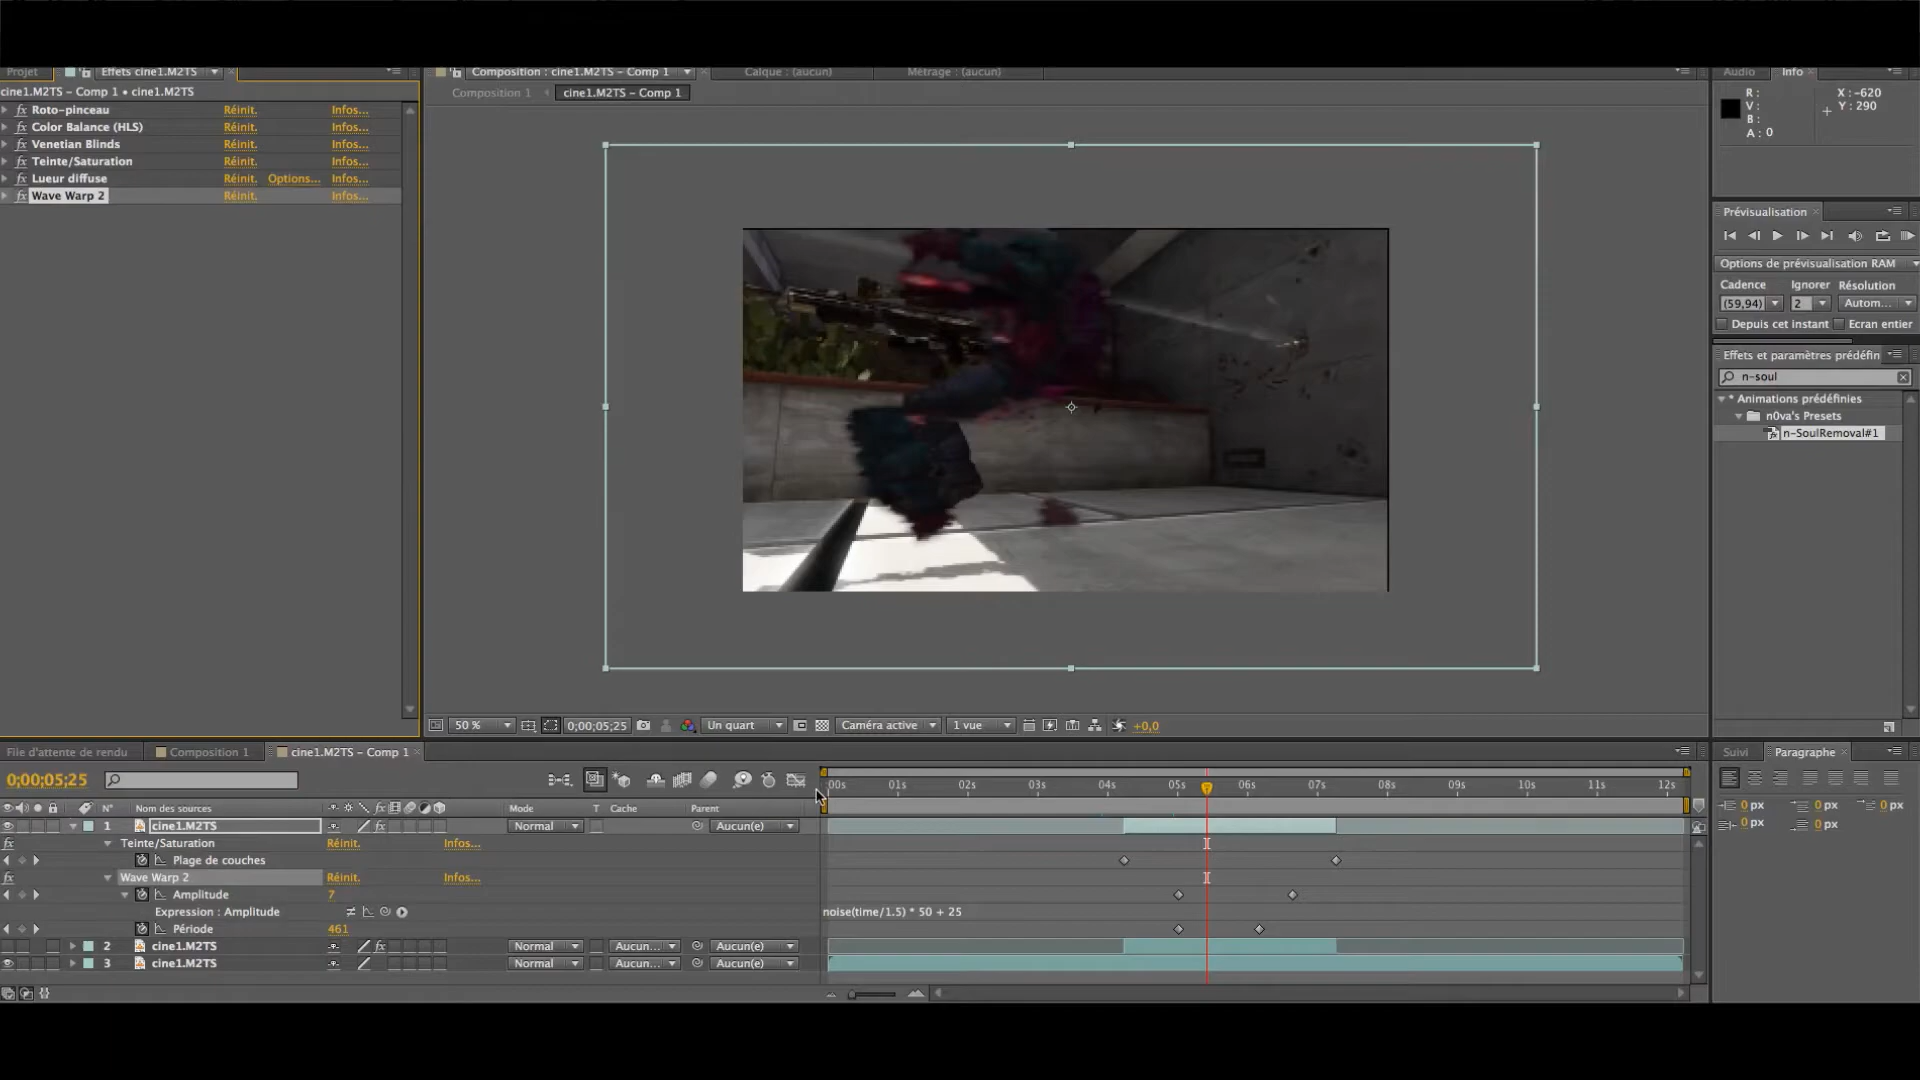 Projet
Effets cine1.M2TS
Composition : cine1.M2TS – Comp 1
Calque : (aucun)
Métrage : (aucun)
Audio
Info
cine1.M2TS – Comp 1 • cine1.M2TS
Composition 1
cine1.M2TS – Comp 1
R :
V :
B :
A : 0
X : -620
Y : 290
Roto-pinceau Réinit. Infos...
Color Balance (HLS) Réinit. Infos...
Venetian Blinds Réinit. Infos...
Teinte/Saturation Réinit. Infos...
Lueur diffuse Réinit. Options... Infos...
Wave Warp 2 Réinit. Infos...
Prévisualisation
Options de prévisualisation RAM
Cadence Ignorer Résolution
(59,94) 2 Autom...
Depuis cet instant Ecran entier
Effets et paramètres prédéfin
n-soul
* Animations prédéfinies
n0va's Presets
n-SoulRemoval#1
50 %
0;00;05;25
Un quart
Caméra active
1 vue
+0,0
File d'attente de rendu
Composition 1
cine1.M2TS – Comp 1
Suivi
Paragraphe
0;00;05;25
:00s 01s 02s 03s 04s 05s 06s 07s 08s 09s 10s 11s 12s
N° Nom des sources fx Mode T Cache Parent
0 px 0 px 0 px
0 px 0 px
1 cine1.M2TS fx Normal Aucun(e)
fx Teinte/Saturation Réinit. Infos...
Plage de couches
fx Wave Warp 2 Réinit. Infos...
Amplitude 7
Expression : Amplitude noise(time/1.5) * 50 + 25
Période 461
2 cine1.M2TS fx Normal Aucun... Aucun(e)
3 cine1.M2TS Normal Aucun... Aucun(e)